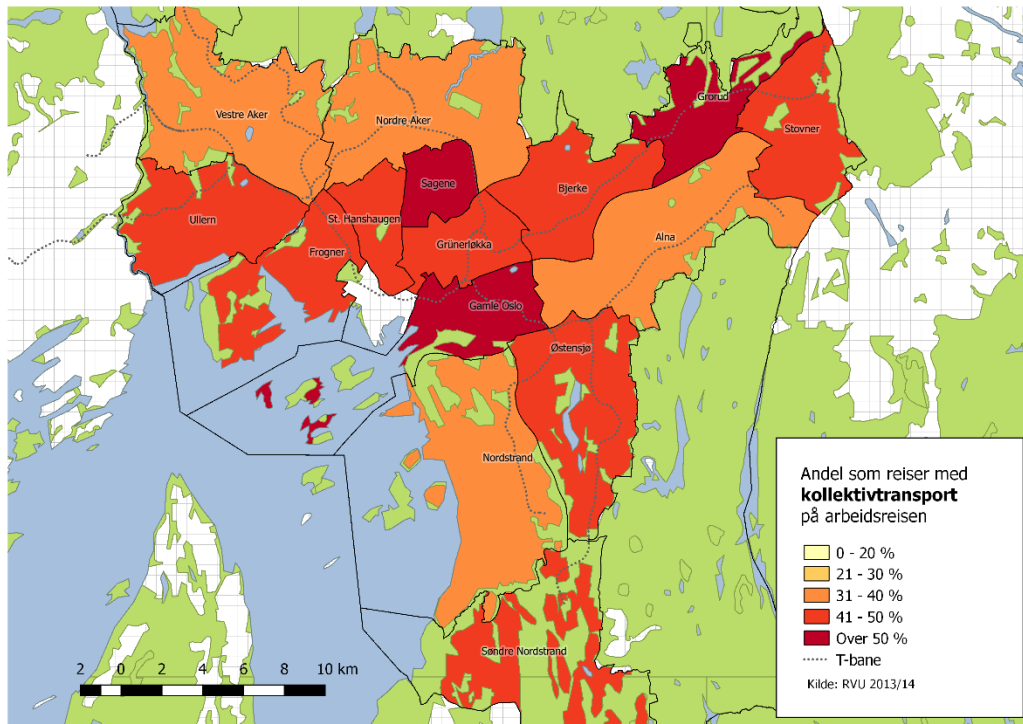 Vestre Aker
Nordre Aker
Grorud
Stovner
Sagene
Bjerke
Ullern
St. Hanshaugen
Grünerløkka
Alna
Frogner
Gamle Oslo
Østensjø
Nordstrand
Søndre Nordstrand
2 0 2 4 6 8 10 km
Andel som reiser med
kollektivtransport
på arbeidsreisen
0 - 20 %
21 - 30 %
31 - 40 %
41 - 50 %
Over 50 %
T-bane
Kilde: RVU 2013/14